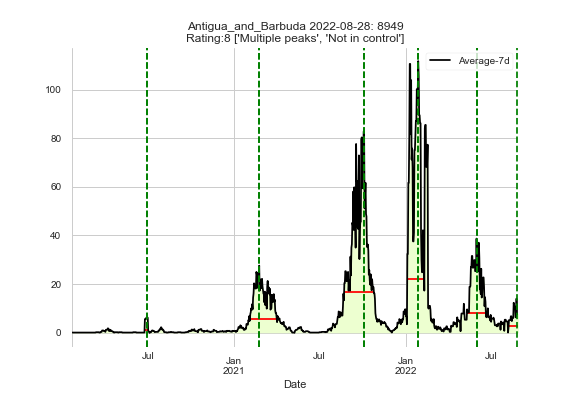 Antigua_and_Barbuda 2022-08-28: 8949
Rating:8 ['Multiple peaks', 'Not in control']
Average-7d
100
80
60
40
20
0
Jul
Jan
2021
Jul
Jan
2022
Jul
Date